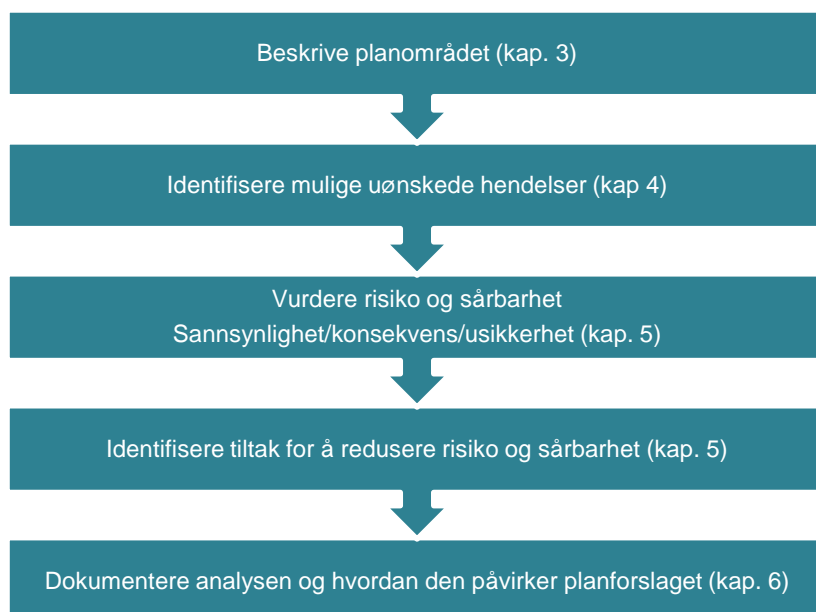 Beskrive planområdet (kap. 3)
Identifisere mulige uønskede hendelser (kap 4)
Vurdere risiko og sårbarhet
Sannsynlighet/konsekvens/usikkerhet (kap. 5)
Identifisere tiltak for å redusere risiko og sårbarhet (kap. 5)
Dokumentere analysen og hvordan den påvirker planforslaget (kap. 6)